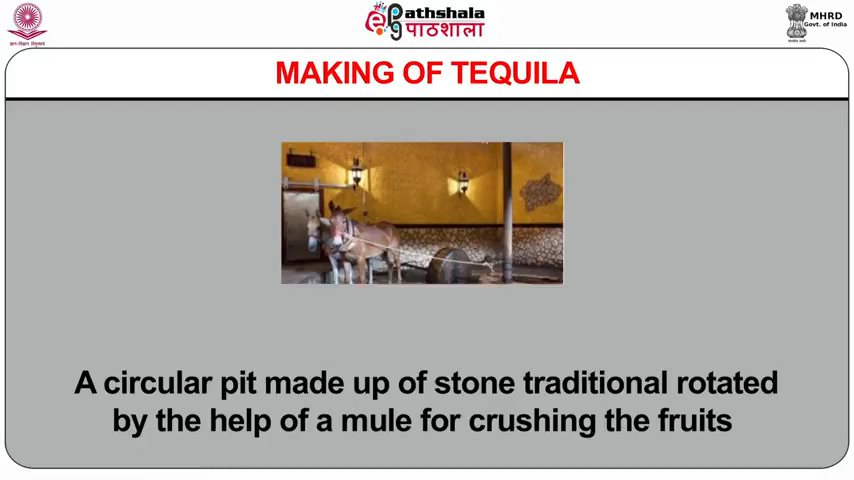 Pathshala
पाठशाला
MHRD
Govt. of India
MAKING OF TEQUILA
A circular pit made up of stone traditional rotated
by the help of a mule for crushing the fruits